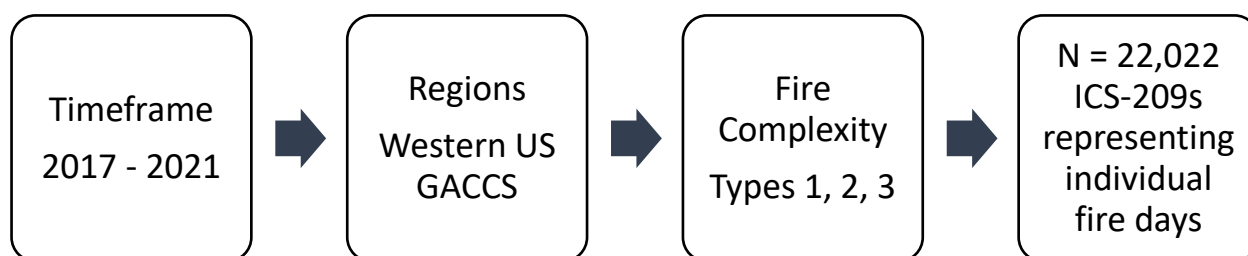 Timeframe
2017 - 2021
Regions
Western US
GACCS
Fire
Complexity
Types 1, 2, 3
N = 22,022
ICS-209s
representing
individual
fire days